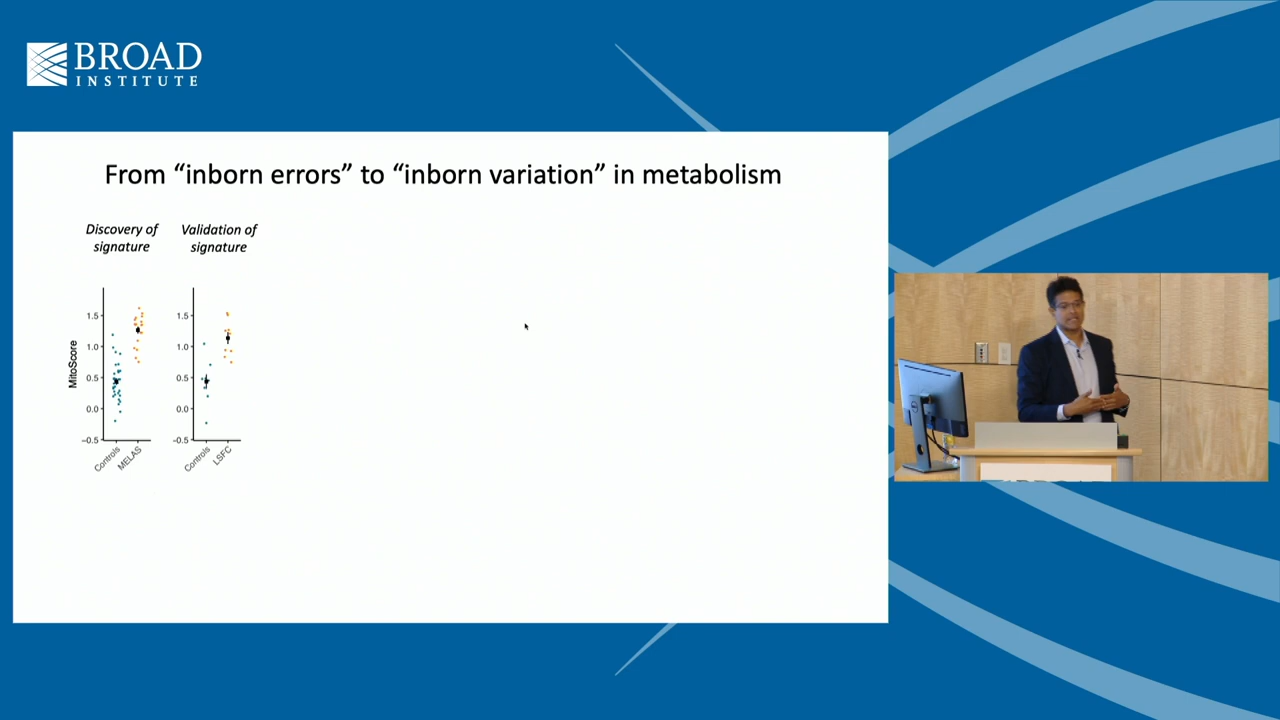 BROAD
INSTITUTE
From “inborn errors” to “inborn variation” in metabolism
Discovery of
signature
Validation of
signature
MitoScore
1.5
1.0
0.5
0.0
−0.5
Controls
MELAS
1.5
1.0
0.5
0.0
−0.5
Controls
LSFC